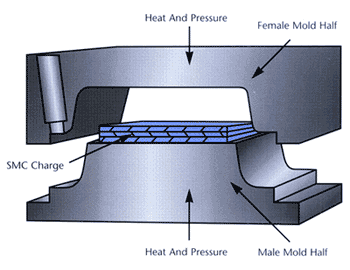 Heat And Pressure
Female Mold Half
SMC Charge
Heat And Pressure
Male Mold Half